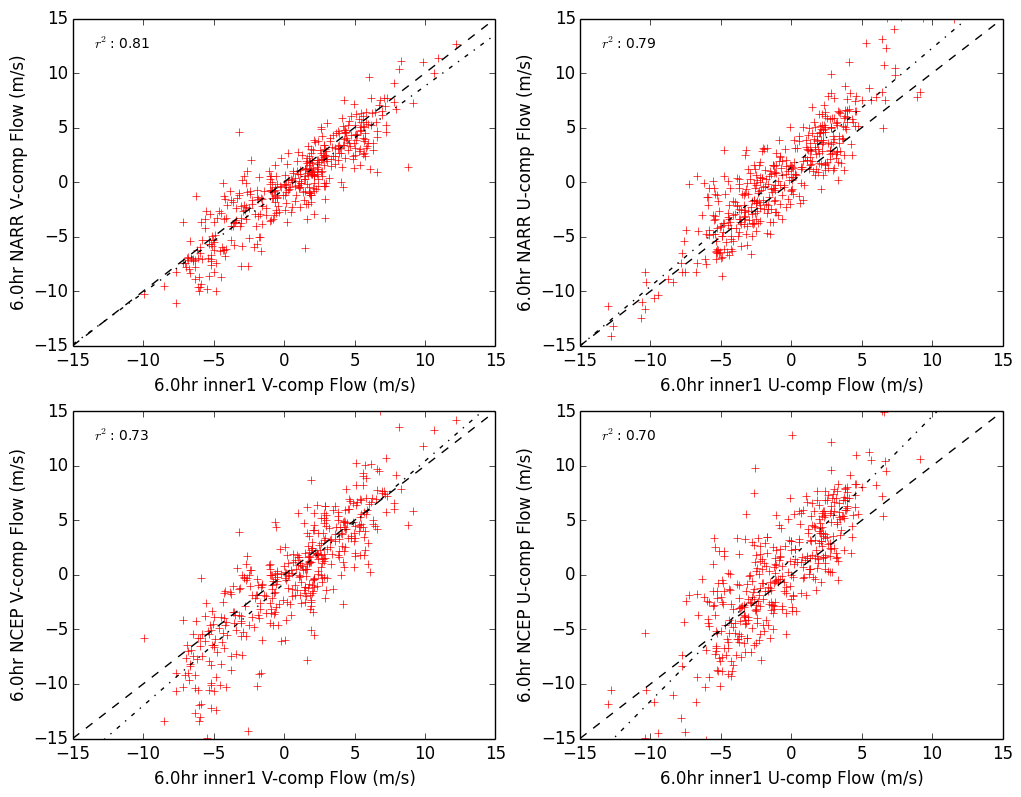 15
10
5
0
−5
−10
−15
6.0hr NARR V-comp Flow (m/s)
r² : 0.81
−15 −10 −5 0 5 10 15
6.0hr inner1 V-comp Flow (m/s)
15
10
5
0
−5
−10
−15
6.0hr NARR U-comp Flow (m/s)
r² : 0.79
−15 −10 −5 0 5 10 15
6.0hr inner1 U-comp Flow (m/s)
15
10
5
0
−5
−10
−15
6.0hr NCEP V-comp Flow (m/s)
r² : 0.73
−15 −10 −5 0 5 10 15
6.0hr inner1 V-comp Flow (m/s)
15
10
5
0
−5
−10
−15
6.0hr NCEP U-comp Flow (m/s)
r² : 0.70
−15 −10 −5 0 5 10 15
6.0hr inner1 U-comp Flow (m/s)